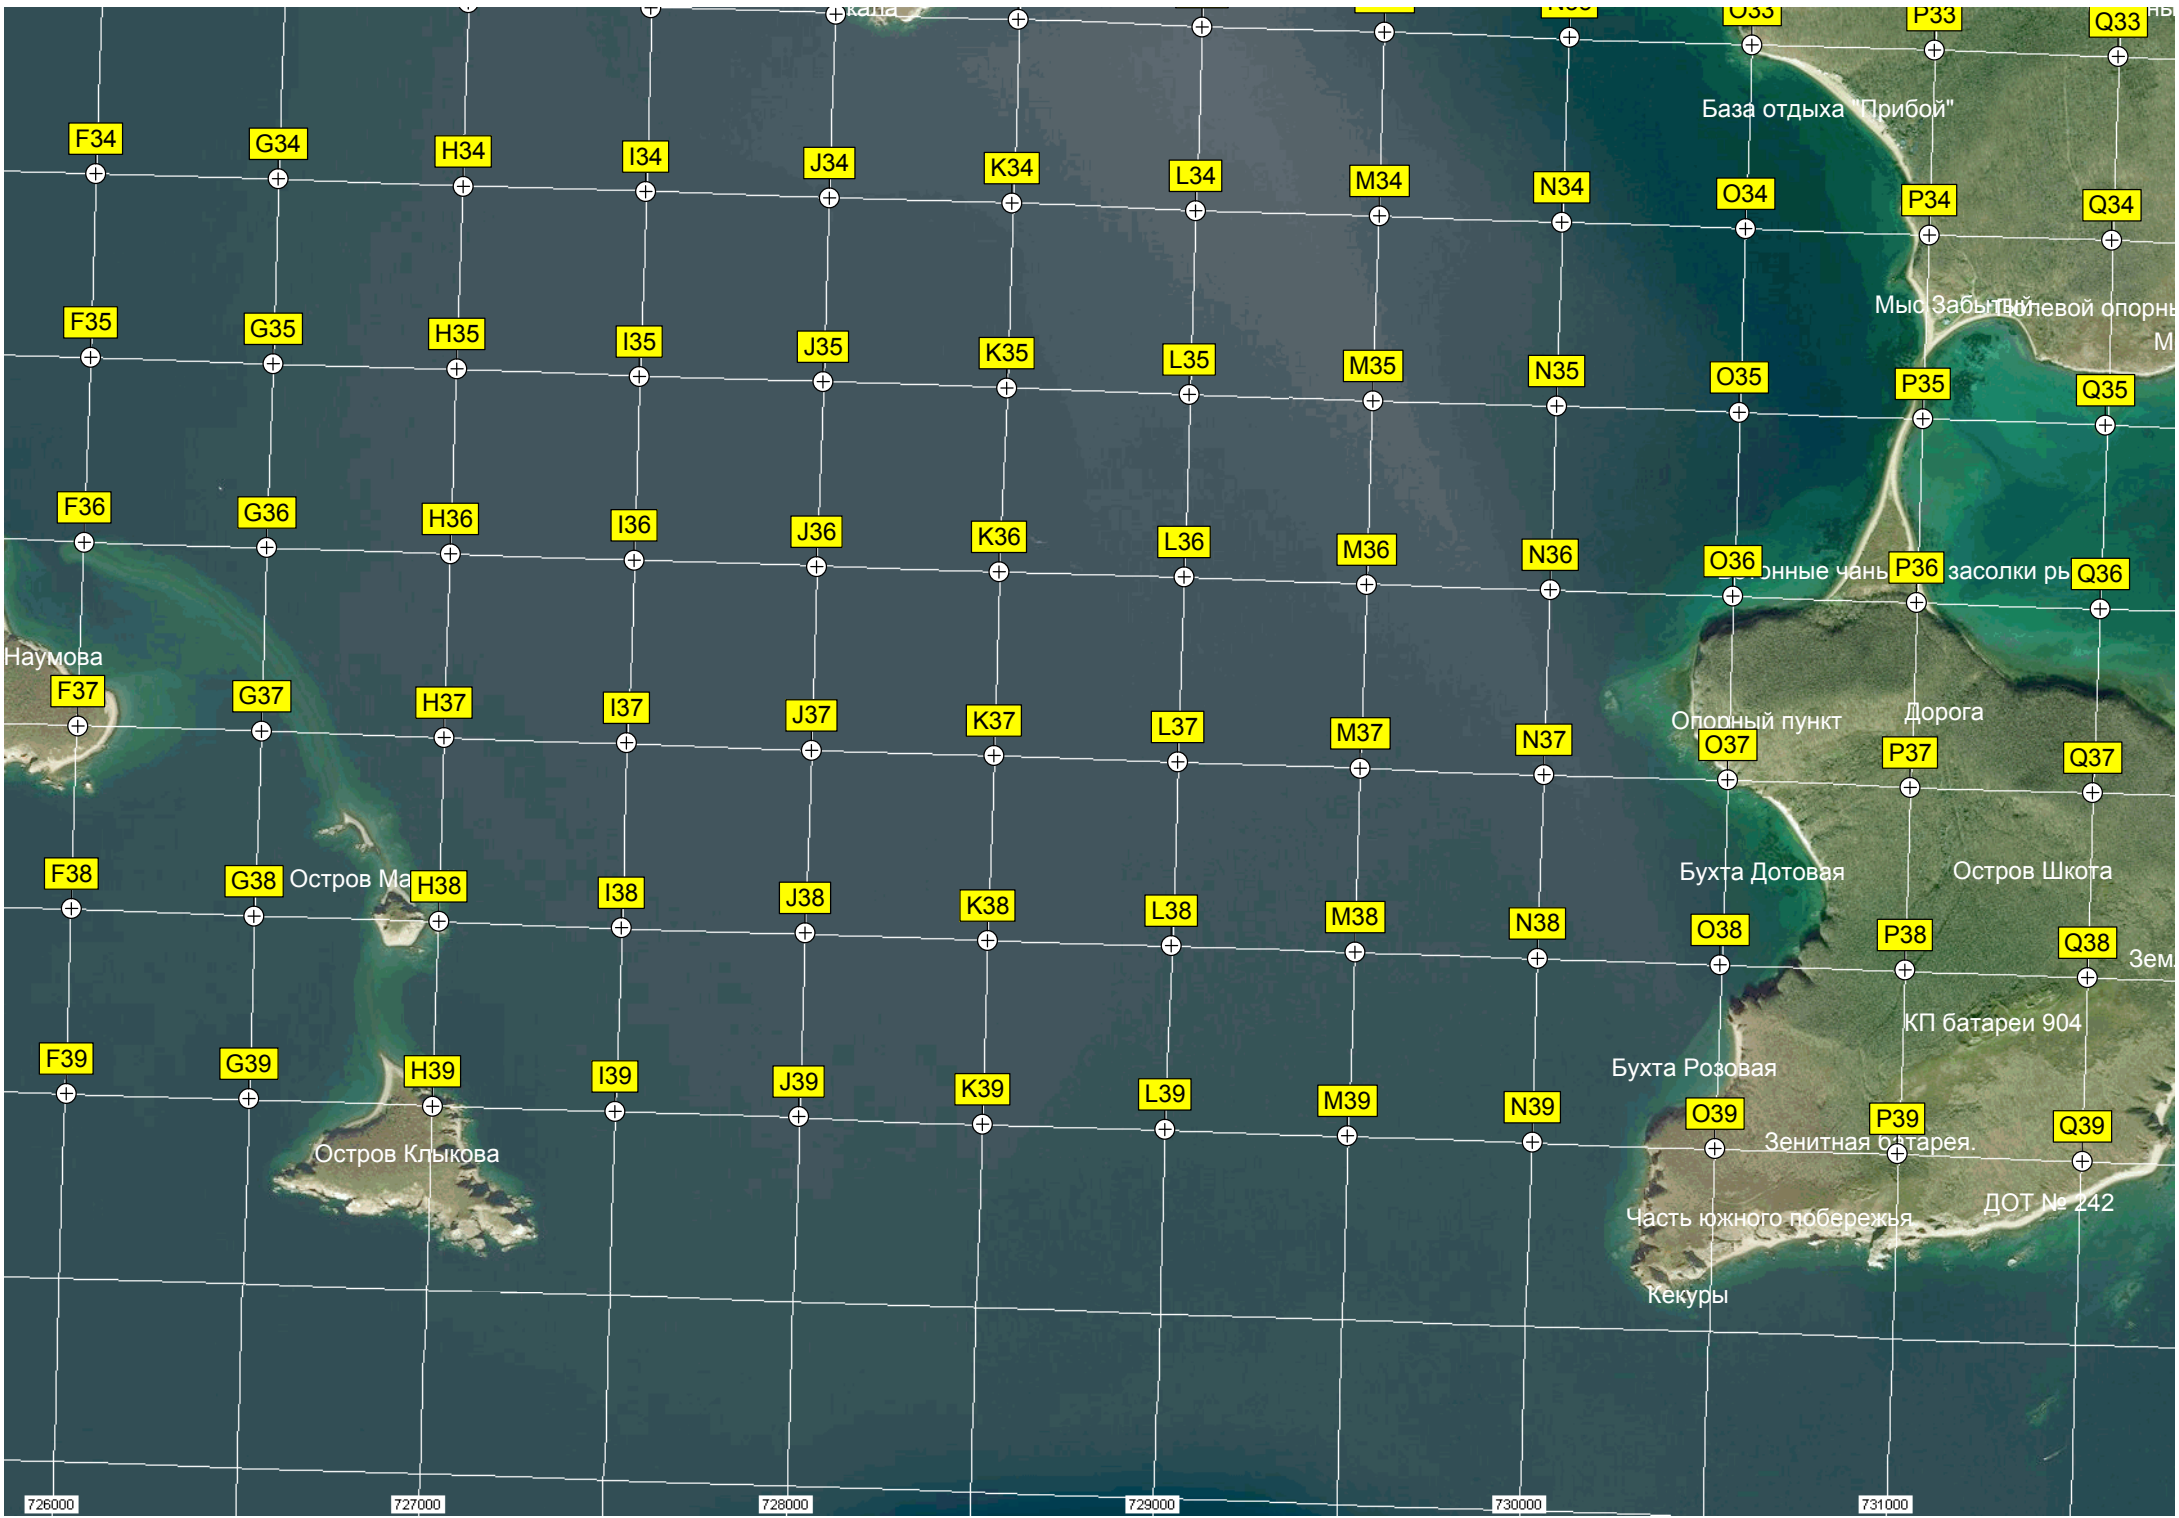 O33 P33 Q33
База отдыха "Прибой"
F34 G34 H34 I34 J34 K34 L34 M34 N34 O34 P34 Q34
Мыс Забытый
F35 G35 H35 I35 J35 K35 L35 M35 N35 O35 P35 Q35
F36 G36 H36 I36 J36 K36 L36 M36 N36 O36 P36 Q36
засолки
Наумова
F37 G37 H37 I37 J37 K37 L37 M37 N37 O37 P37 Q37
Опорный пункт
Дорога
Бухта Дотовая
Остров Шкота
F38 G38 H38 I38 J38 K38 L38 M38 N38 O38 P38 Q38
Остров
КП батареи 904
Бухта Розовая
F39 G39 H39 I39 J39 K39 L39 M39 N39 O39 P39 Q39
Зенитная батарея.
Остров Клыкова
ДОТ № 242
Часть южного побережья
Кекуры
726000 727000 728000 729000 730000 731000